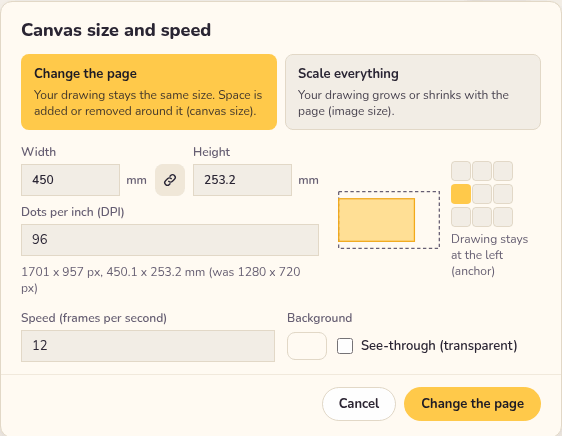 Canvas size and speed
Change the page
Your drawing stays the same size. Space is
added or removed around it (canvas size).
Scale everything
Your drawing grows or shrinks with the
page (image size).
Width
Height
450
mm
253.2
mm
Dots per inch (DPI)
96
1701 x 957 px, 450.1 x 253.2 mm (was 1280 x 720
px)
Drawing stays
at the left
(anchor)
Speed (frames per second)
Background
12
See-through (transparent)
Cancel
Change the page